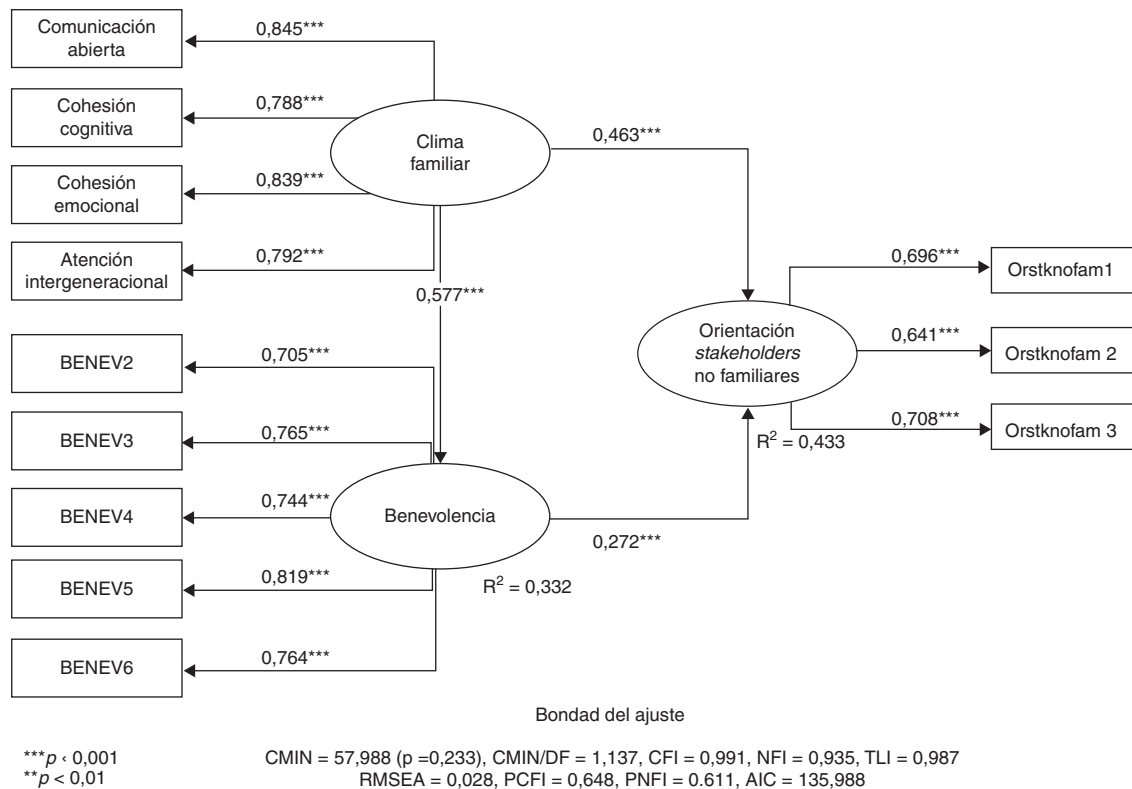 Comunicación
abierta
0,845***
Cohesión
cognitiva
0,788***
Clima
familiar
0,463***
Cohesión
emocional
0,839***
Atención
intergeneracional
0,792***
0,577***
0,696***
Orstknofam1
Orientación
stakeholders
no familiares
0,641***
Orstknofam 2
0,708***
Orstknofam 3
R² = 0,433
BENEV2
0,705***
BENEV3
0,765***
BENEV4
0,744***
Benevolencia
0,272***
BENEV5
0,819***
R² = 0,332
BENEV6
0,764***
Bondad del ajuste
***p ‹ 0,001
**p < 0,01
CMIN = 57,988 (p =0,233), CMIN/DF = 1,137, CFI = 0,991, NFI = 0,935, TLI = 0,987
RMSEA = 0,028, PCFI = 0,648, PNFI = 0.611, AIC = 135,988